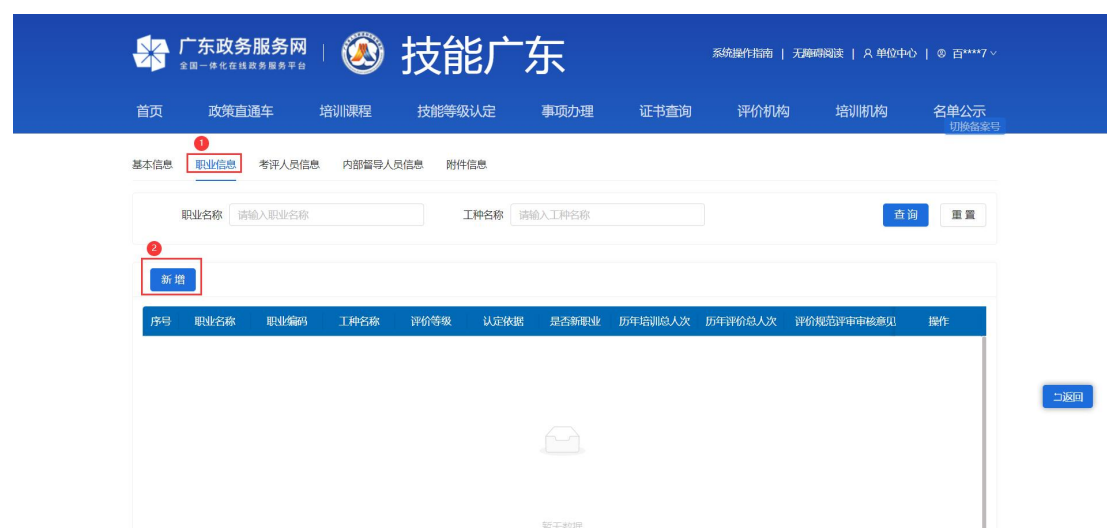 广东政务服务网
全国一体化在线政务服务平台
技能广东
系统操作指南 | 无障碍阅读 | 单位中心 | 百****7
首页 政策直通车 培训课程 技能等级认定 事项办理 证书查询 评价机构 培训机构 名单公示
切换备案号
1
基本信息 职业信息 考评人员信息 内部督导人员信息 附件信息
职业名称 请输入职业名称 工种名称 请输入工种名称 查询 重置
2
新增
序号 职业名称 职业编码 工种名称 评价等级 认定依据 是否新职业 历年培训总人次 历年评价总人次 评价规范评审审核意见 操作
返回
暂无数据